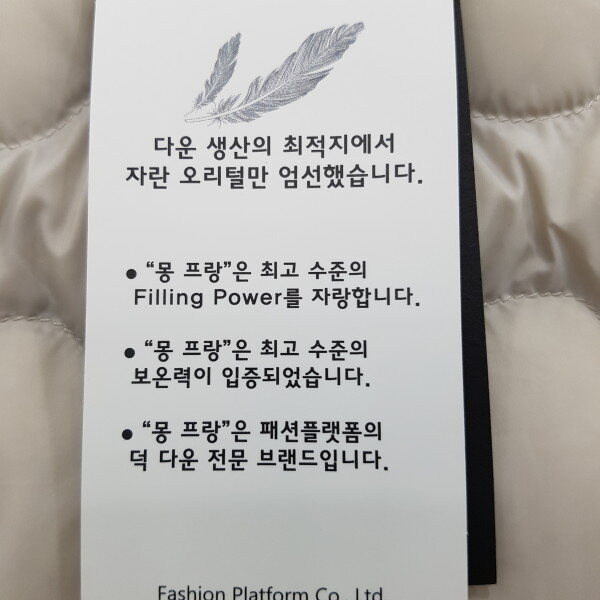 다운 생산의 최적지에서
자란 오리털만 엄선했습니다.
● “몽 프랑”은 최고 수준의
Filling Power를 자랑합니다.
● “몽 프랑”은 최고 수준의
보온력이 입증되었습니다.
● “몽 프랑”은 패션플랫폼의
덕 다운 전문 브랜드입니다.
Fashion Platform Co., Ltd